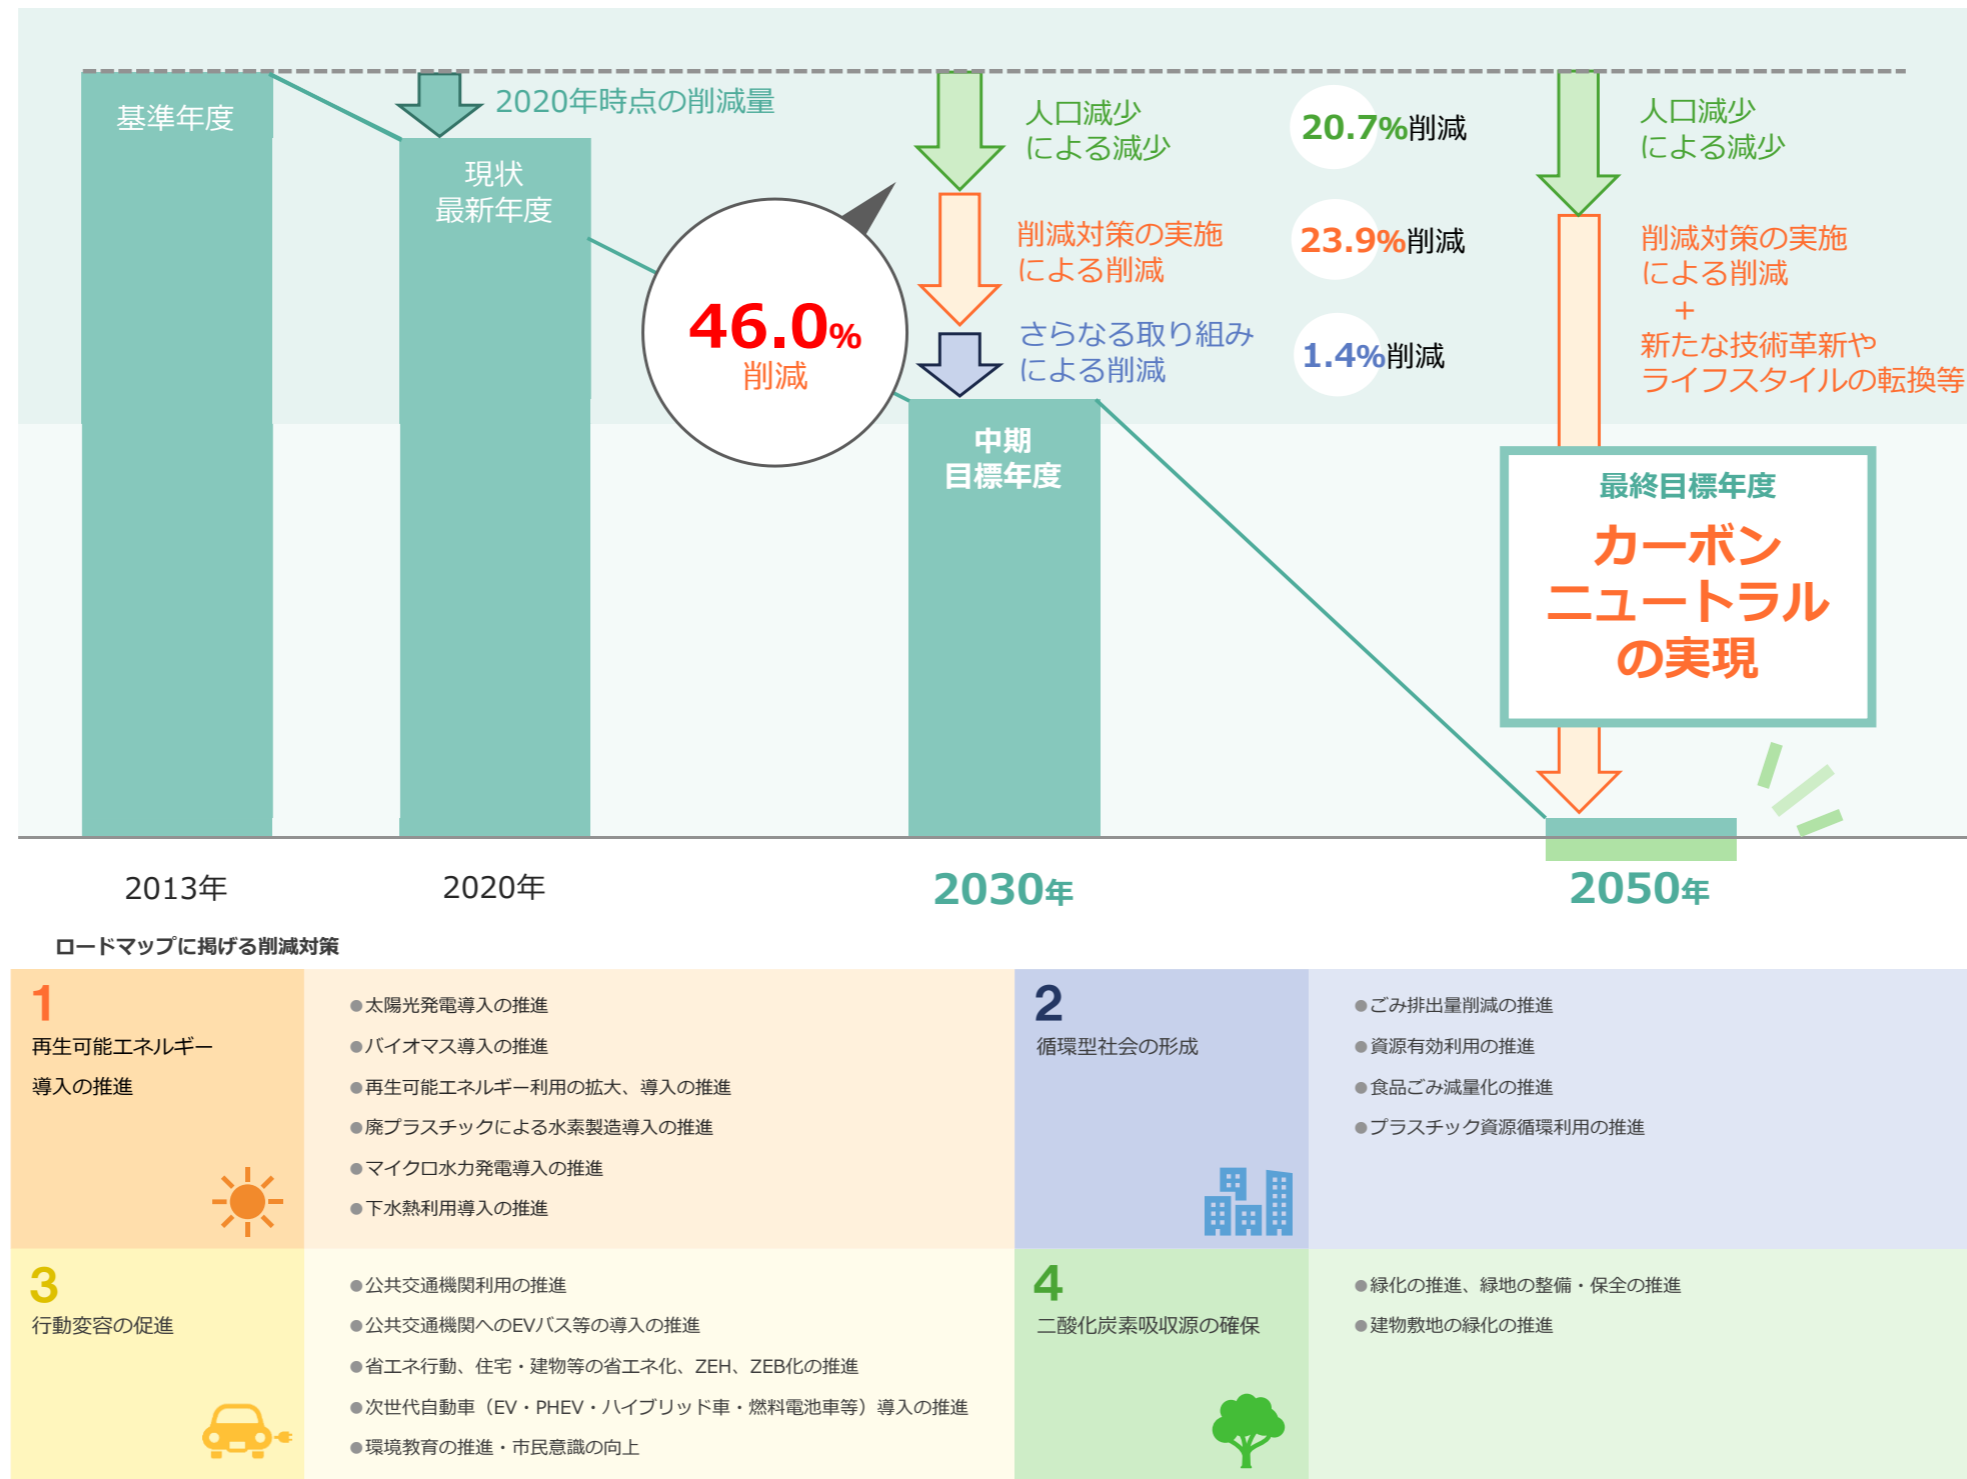 基準年度
2020年時点の削減量
現状
最新年度
46.0%
削減
人口減少
による減少
20.7%削減
削減対策の実施
による削減
23.9%削減
さらなる取り組み
による削減
1.4%削減
中期
目標年度
人口減少
による減少
削減対策の実施
による削減
+
新たな技術革新や
ライフスタイルの転換等
最終目標年度
カーボン
ニュートラル
の実現
2013年
2020年
2030年
2050年
ロードマップに掲げる削減対策
1
再生可能エネルギー
導入の推進
●太陽光発電導入の推進
●バイオマス導入の推進
●再生可能エネルギー利用の拡大、導入の推進
●廃プラスチックによる水素製造導入の推進
●マイクロ水力発電導入の推進
●下水熱利用導入の推進
2
循環型社会の形成
●ごみ排出量削減の推進
●資源有効利用の推進
●食品ごみ減量化の推進
●プラスチック資源循環利用の推進
3
行動変容の促進
●公共交通機関利用の推進
●公共交通機関へのEVバス等の導入の推進
●省エネ行動、住宅・建物等の省エネ化、ZEH、ZEB化の推進
●次世代自動車（EV・PHEV・ハイブリッド車・燃料電池車等）導入の推進
●環境教育の推進・市民意識の向上
4
二酸化炭素吸収源の確保
●緑化の推進、緑地の整備・保全の推進
●建物敷地の緑化の推進